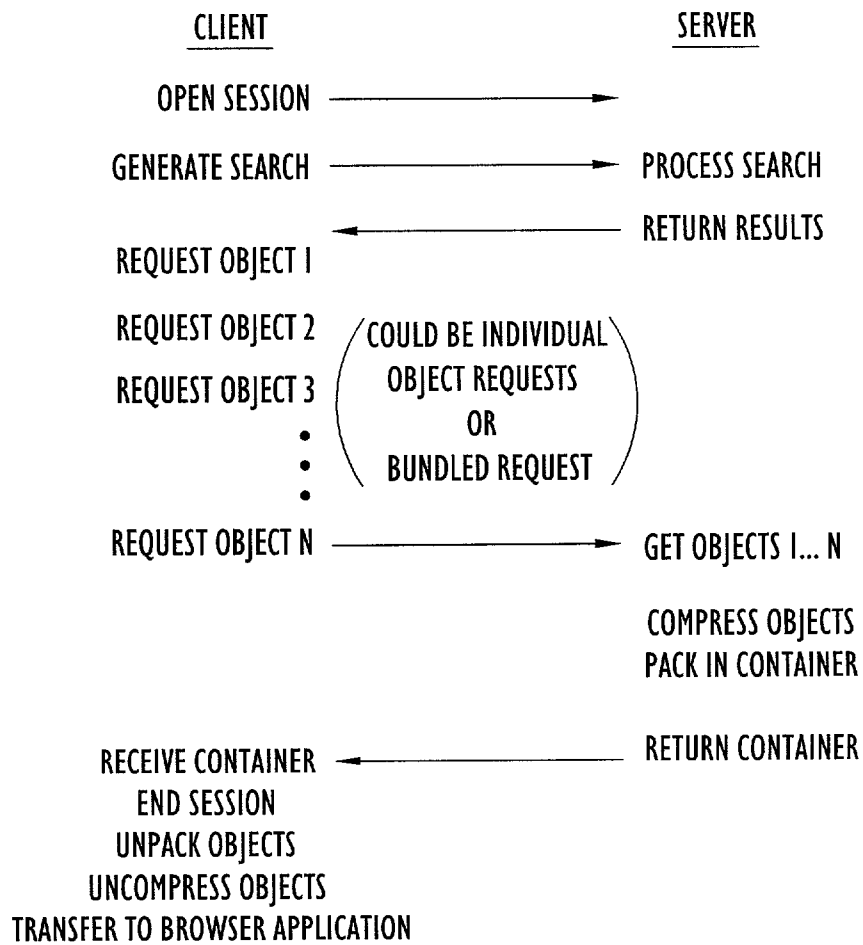 CLIENT SERVER
OPEN SESSION
GENERATE SEARCH PROCESS SEARCH
RETURN RESULTS
REQUEST OBJECT 1
REQUEST OBJECT 2
REQUEST OBJECT 3
(COULD BE INDIVIDUAL
OBJECT REQUESTS
OR
BUNDLED REQUEST)
REQUEST OBJECT N GET OBJECTS 1... N
COMPRESS OBJECTS
PACK IN CONTAINER
RETURN CONTAINER
RECEIVE CONTAINER
END SESSION
UNPACK OBJECTS
UNCOMPRESS OBJECTS
TRANSFER TO BROWSER APPLICATION